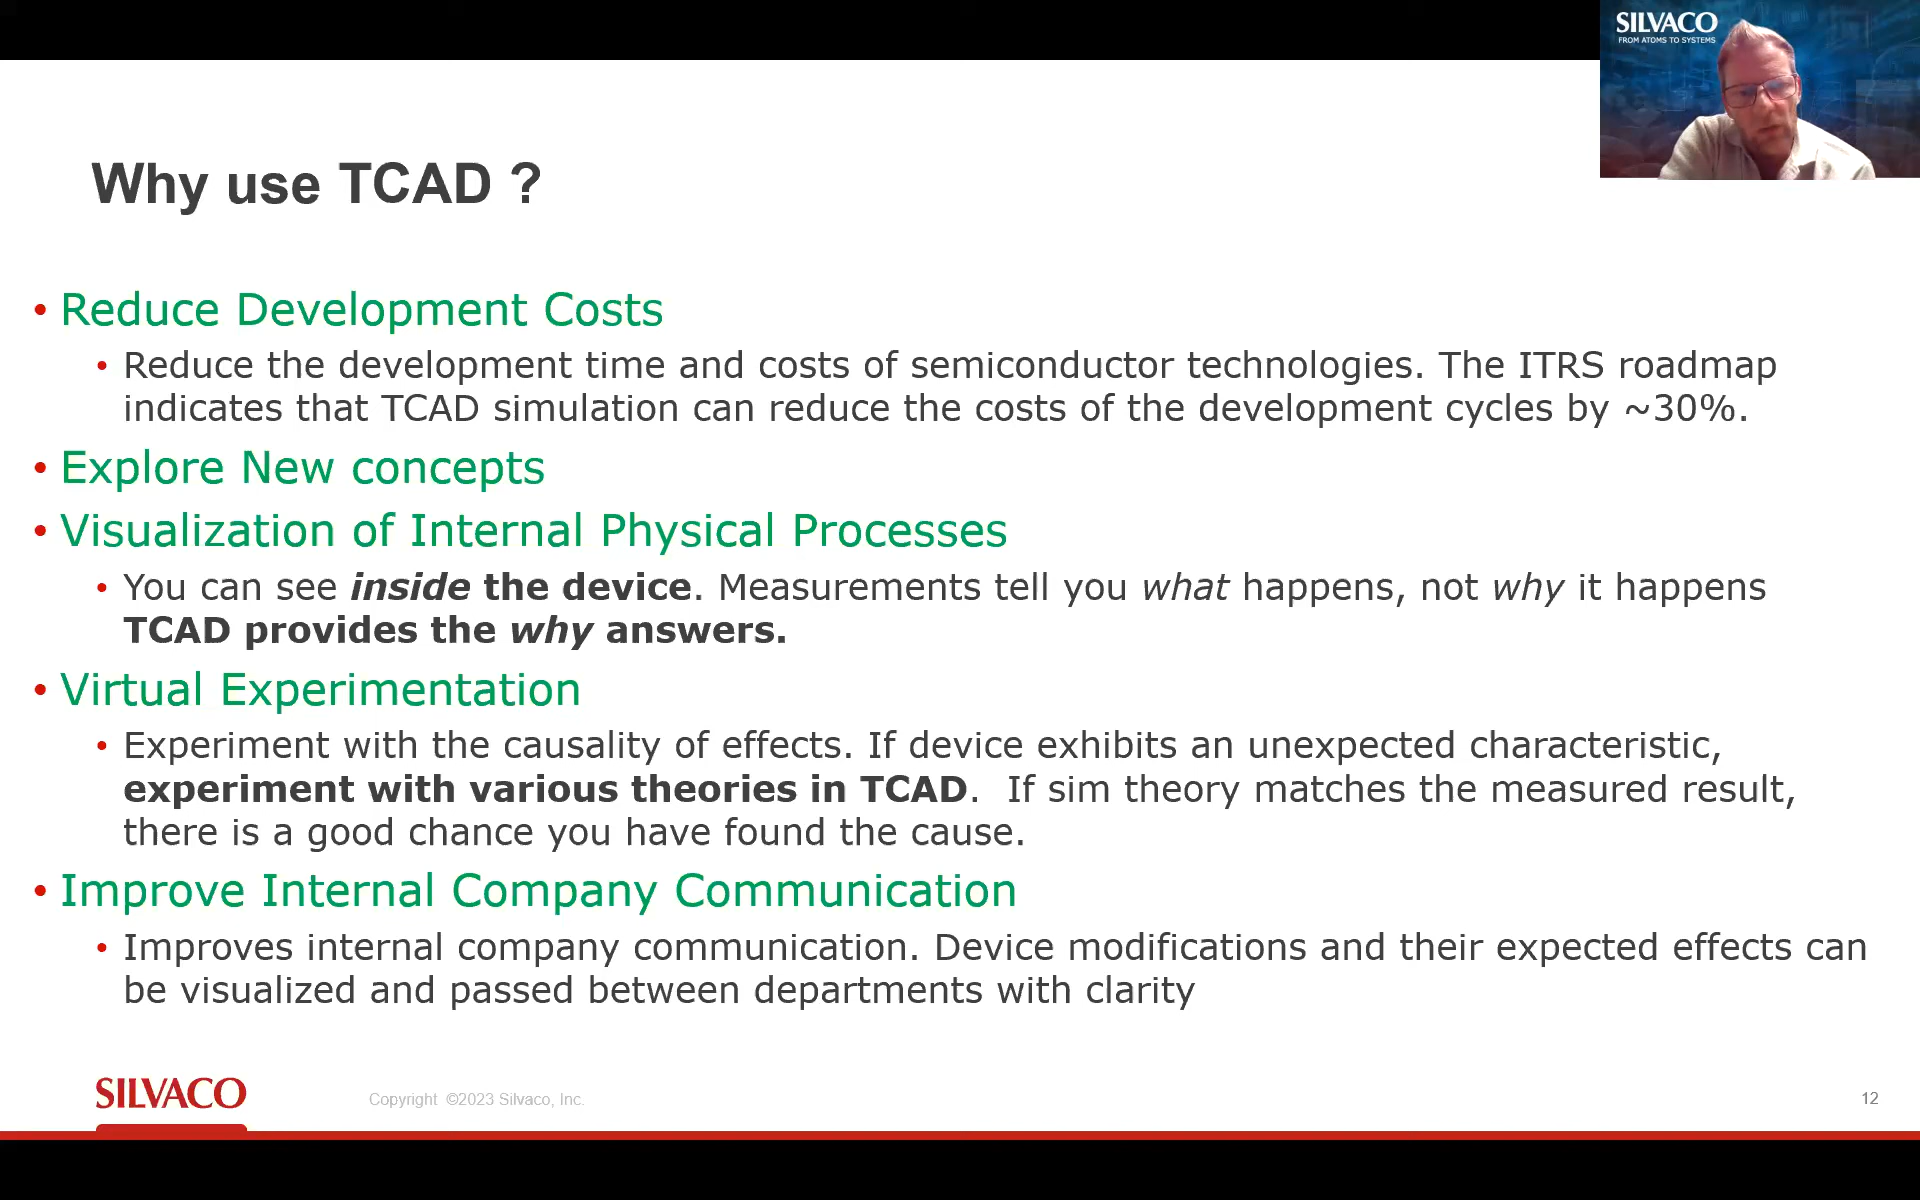 SILVACO
FROM ATOMS TO SYSTEMS
Why use TCAD ?
• Reduce Development Costs
• Reduce the development time and costs of semiconductor technologies. The ITRS roadmap
indicates that TCAD simulation can reduce the costs of the development cycles by ~30%.
• Explore New concepts
• Visualization of Internal Physical Processes
• You can see inside the device. Measurements tell you what happens, not why it happens
TCAD provides the why answers.
• Virtual Experimentation
• Experiment with the causality of effects. If device exhibits an unexpected characteristic,
experiment with various theories in TCAD.  If sim theory matches the measured result,
there is a good chance you have found the cause.
• Improve Internal Company Communication
• Improves internal company communication. Device modifications and their expected effects can
be visualized and passed between departments with clarity
SILVACO
Copyright ©2023 Silvaco, Inc.
12